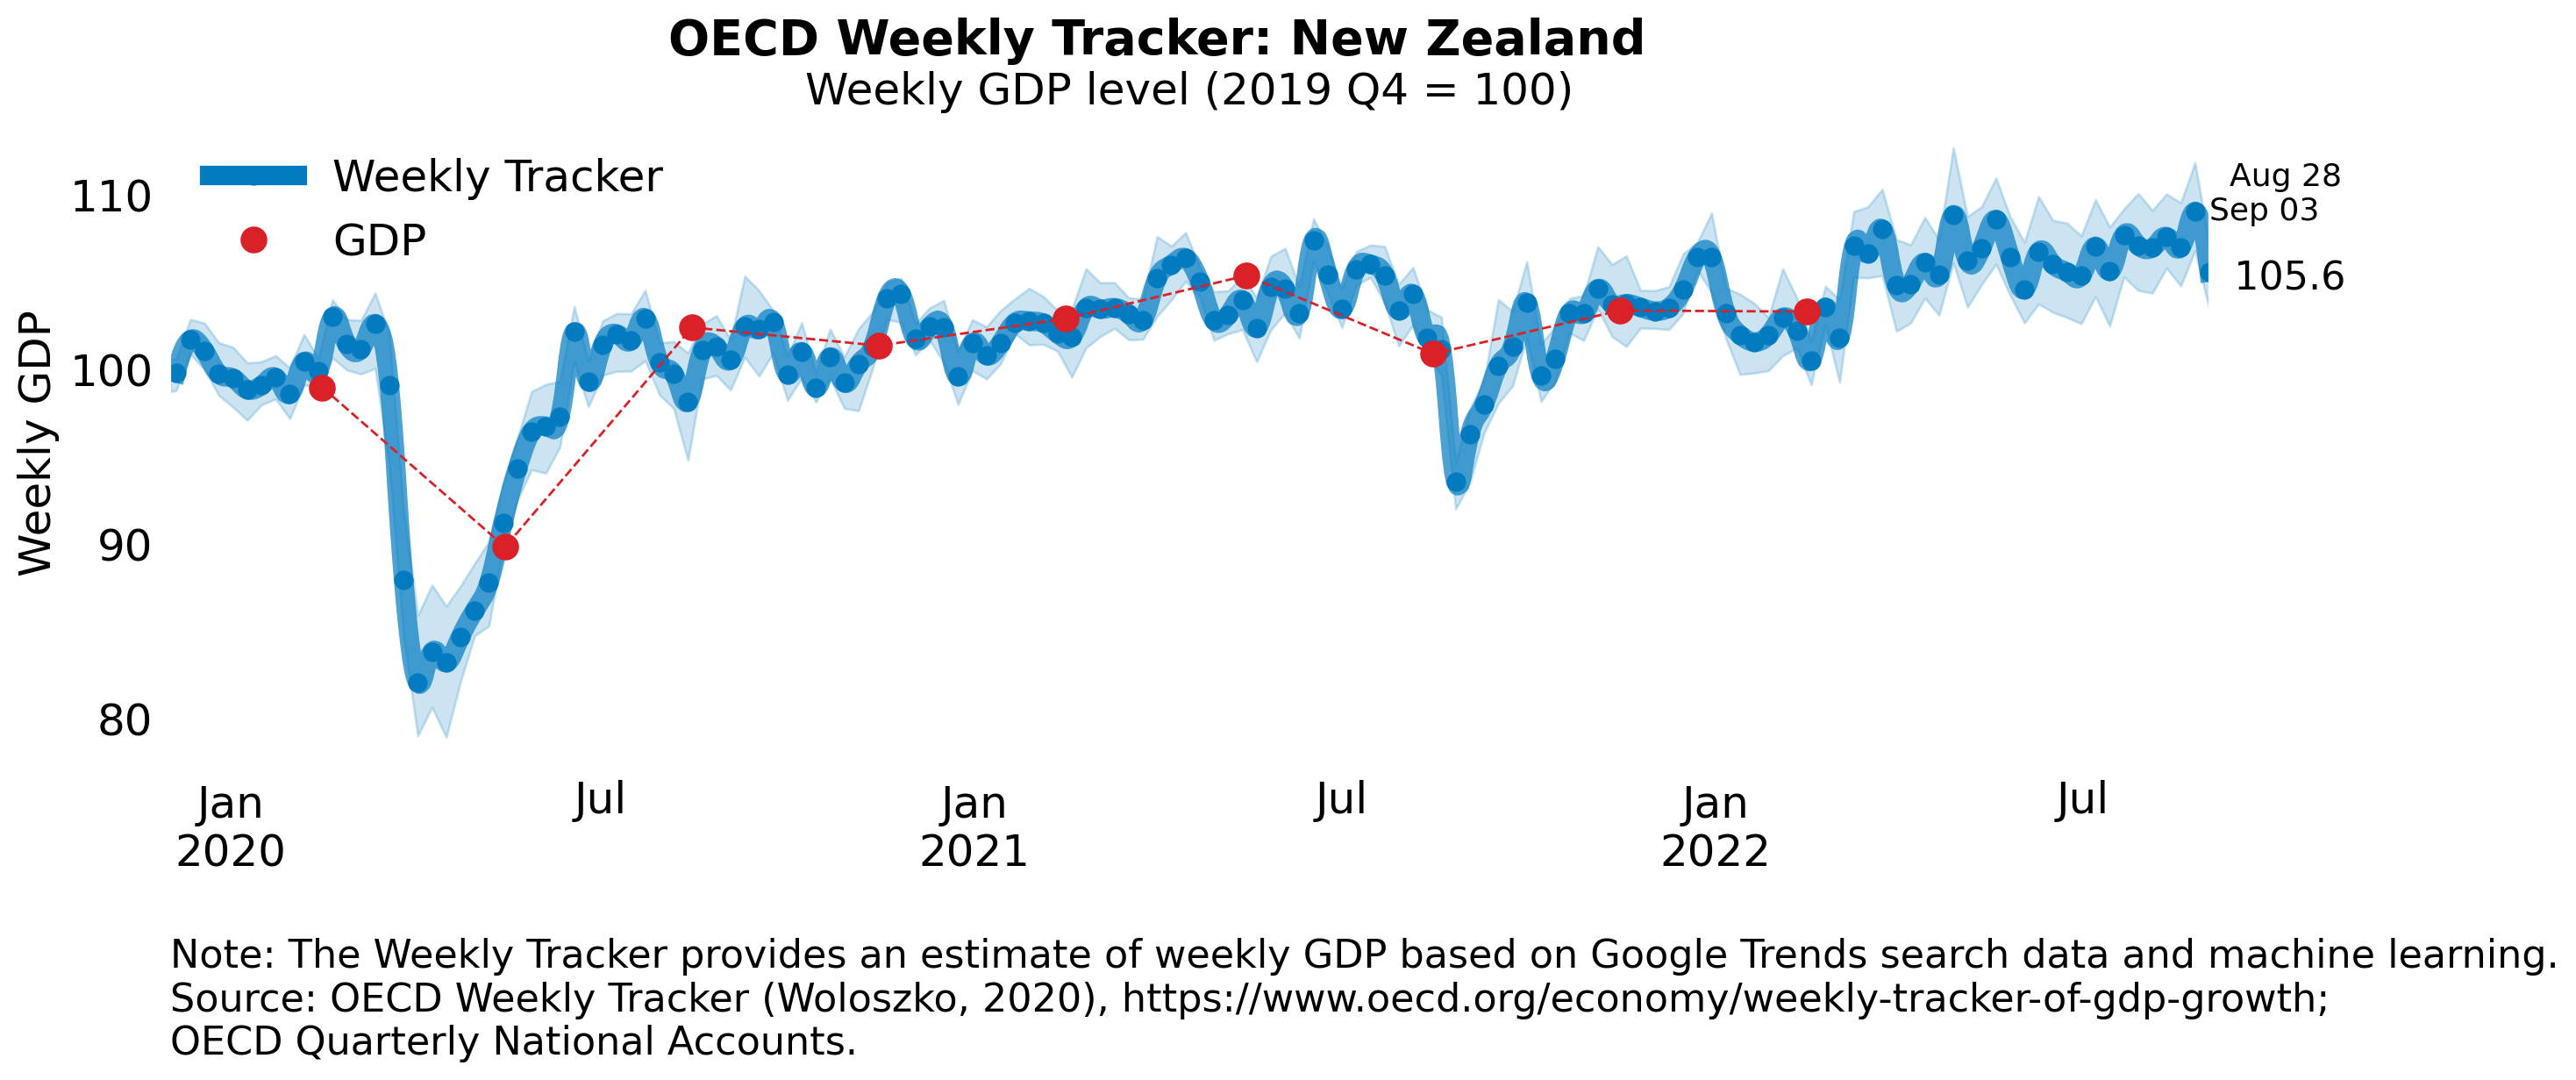 OECD Weekly Tracker: New Zealand
Weekly GDP level (2019 Q4 = 100)
Weekly Tracker
GDP
Weekly GDP
110
100
90
80
Aug 28
Sep 03
105.6
Jan
2020
Jul
Jan
2021
Jul
Jan
2022
Jul
Note: The Weekly Tracker provides an estimate of weekly GDP based on Google Trends search data and machine learning.
Source: OECD Weekly Tracker (Woloszko, 2020), https://www.oecd.org/economy/weekly-tracker-of-gdp-growth;
OECD Quarterly National Accounts.